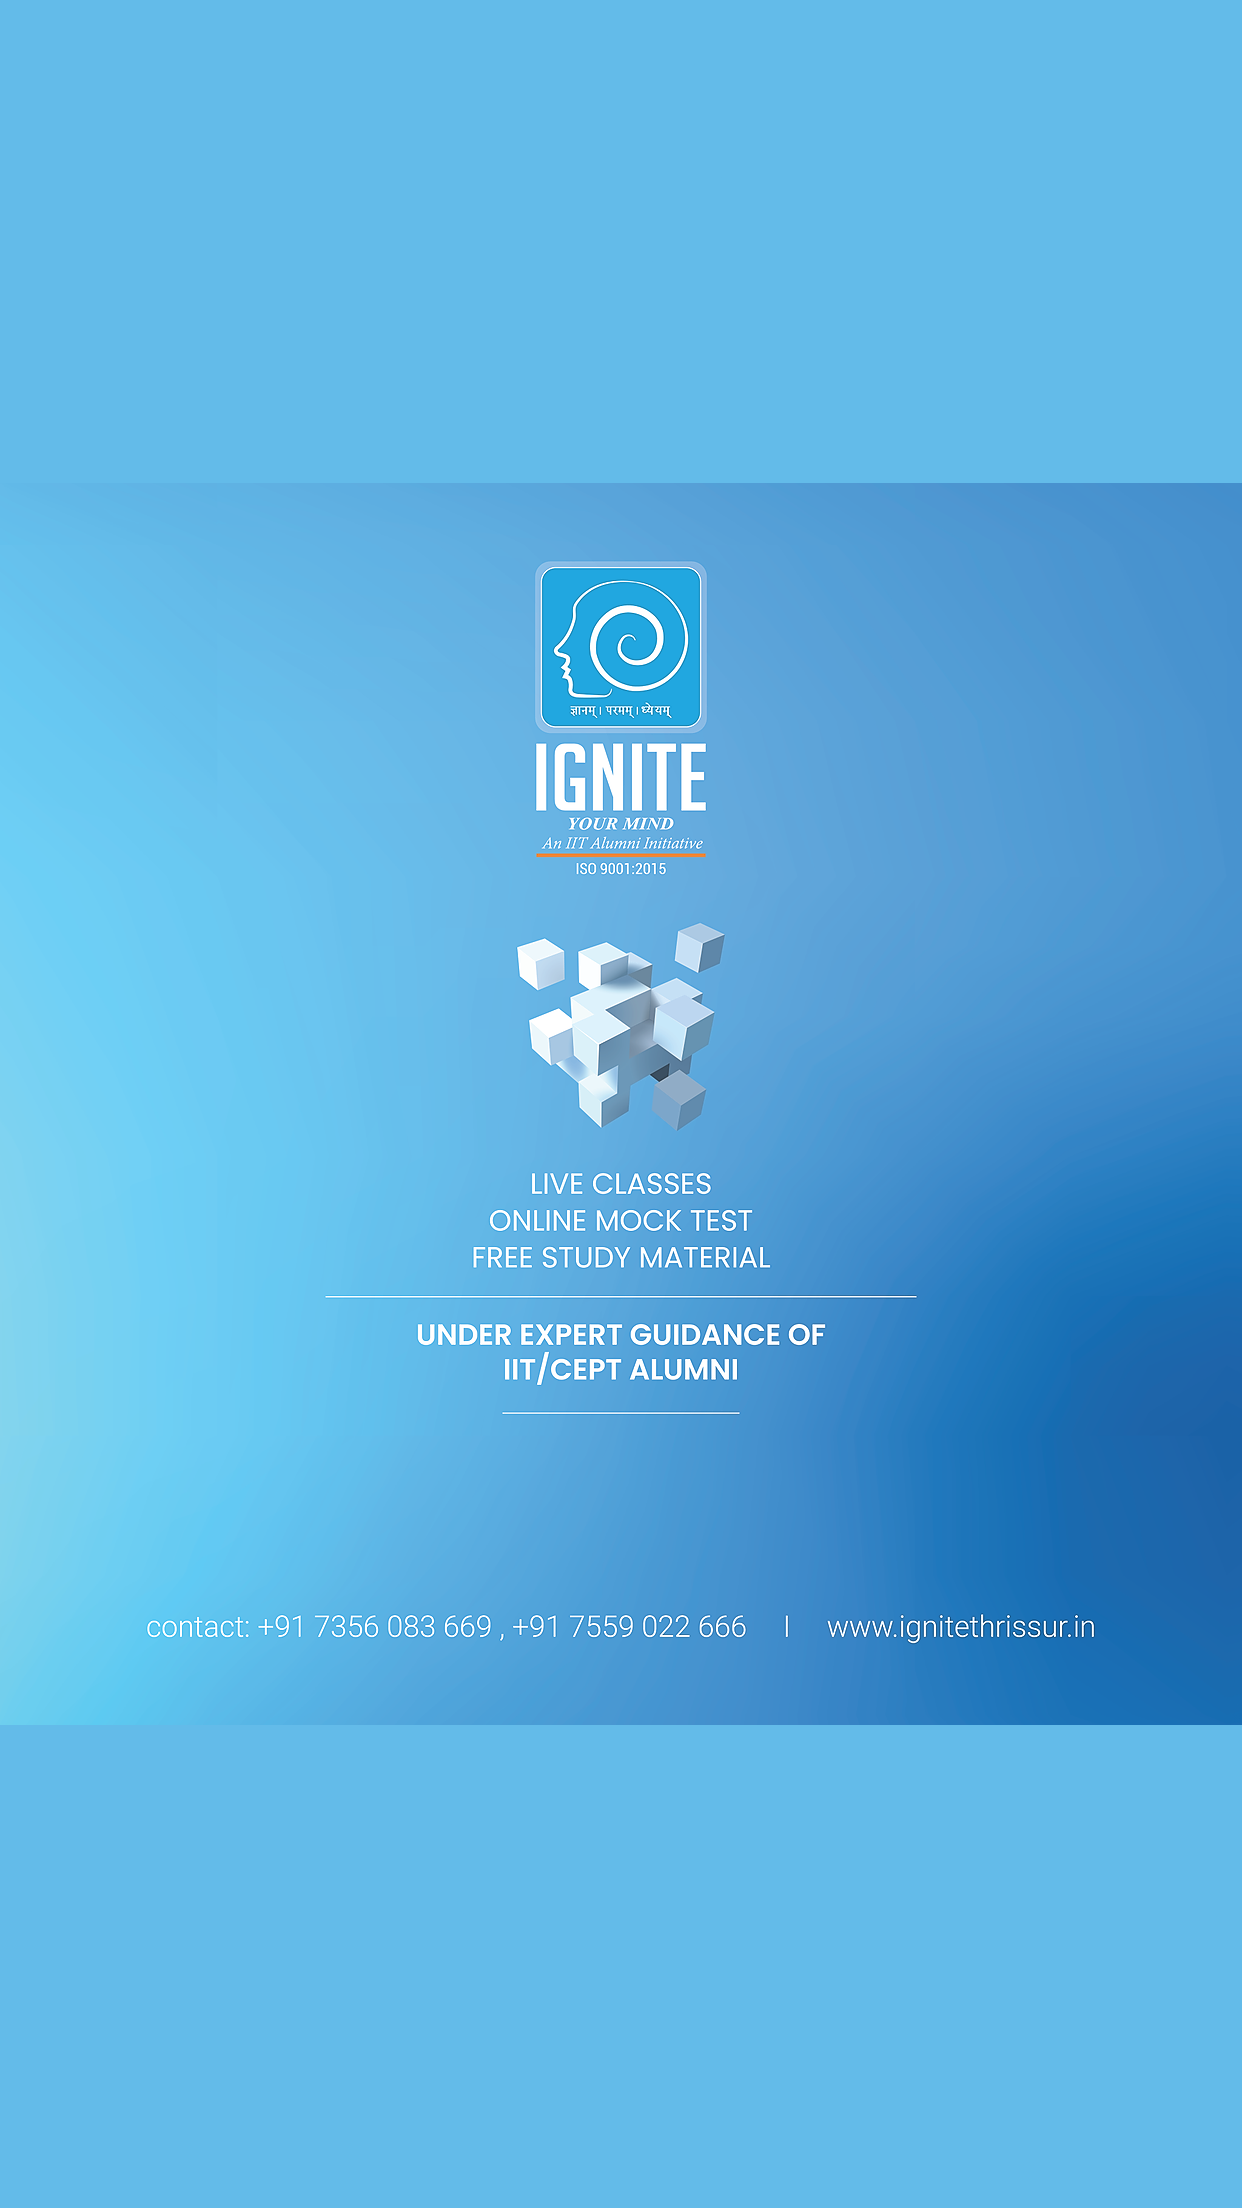 ज्ञानम् । परमम् । ध्येयम्
IGNITE
YOUR MIND
An IIT Alumni Initiative
ISO 9001:2015
LIVE CLASSES
ONLINE MOCK TEST
FREE STUDY MATERIAL
UNDER EXPERT GUIDANCE OF
IIT/CEPT ALUMNI
contact: +91 7356 083 669 , +91 7559 022 666 | www.ignitethrissur.in